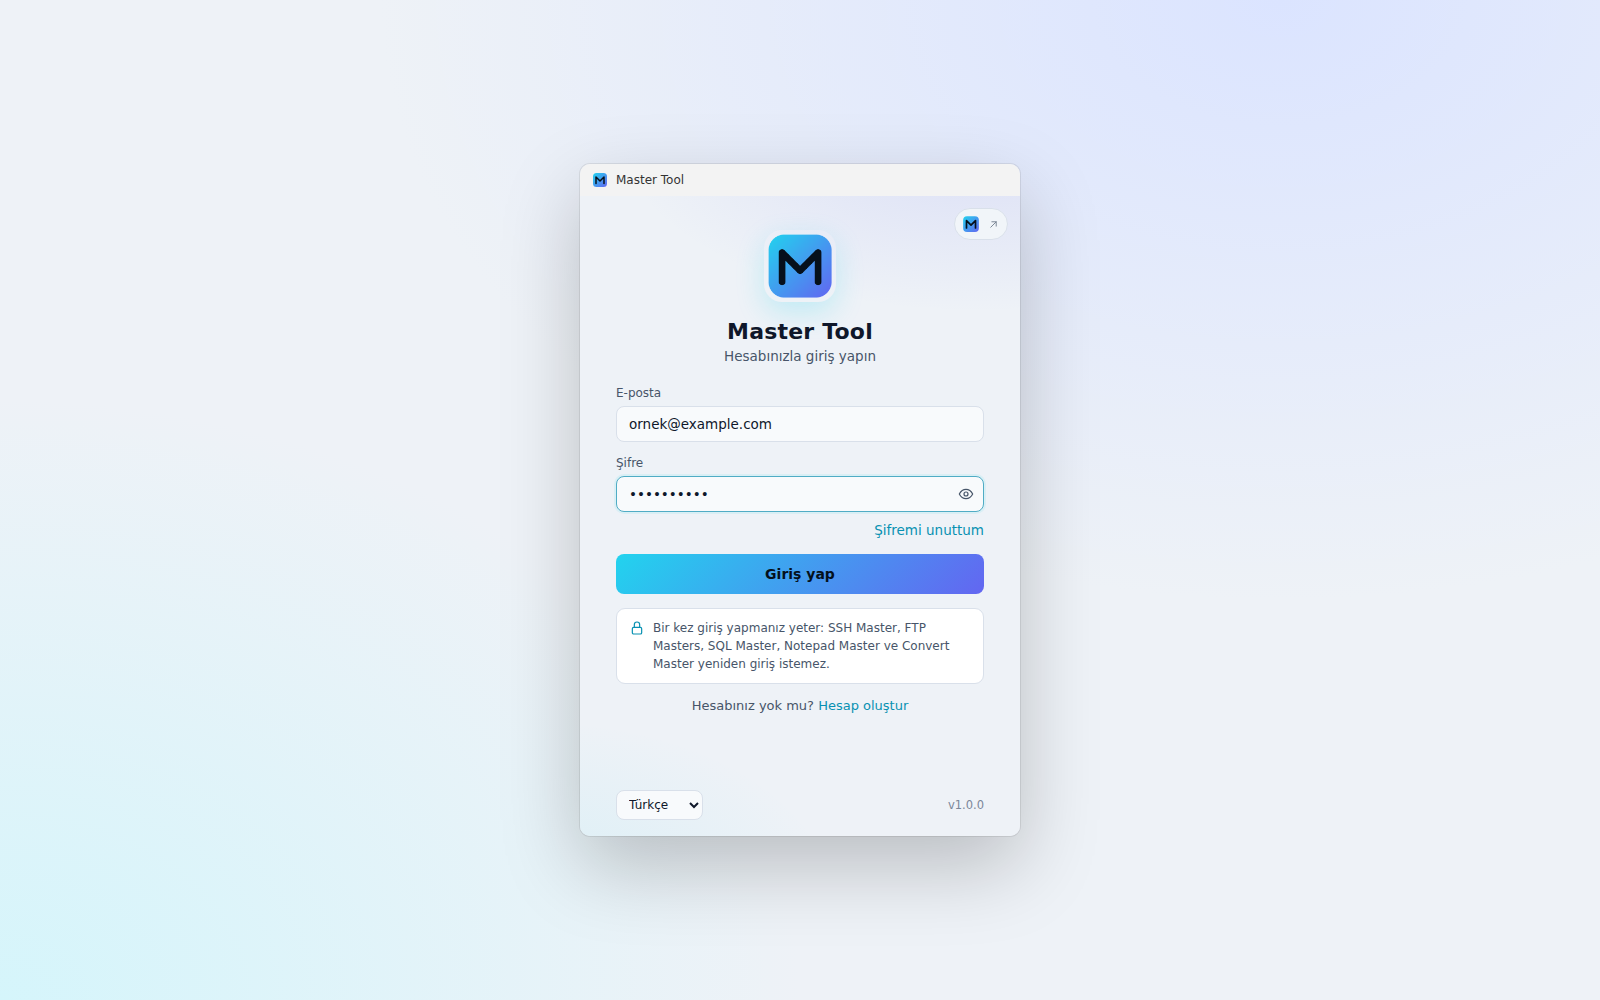 Master Tool
Master Tool
Hesabınızla giriş yapın
E-posta
ornek@example.com
Şifre
••••••••••
Şifremi unuttum
Giriş yap
Bir kez giriş yapmanız yeter: SSH Master, FTP
Masters, SQL Master, Notepad Master ve Convert
Master yeniden giriş istemez.
Hesabınız yok mu? Hesap oluştur
Türkçe
v1.0.0